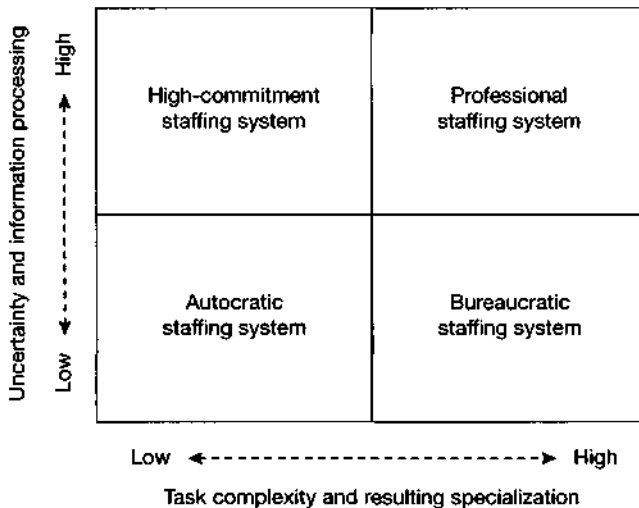 Uncertainty and information processing
High
Low
High-commitment
staffing system
Professional
staffing system
Autocratic
staffing system
Bureaucratic
staffing system
Low
High
Task complexity and resulting specialization